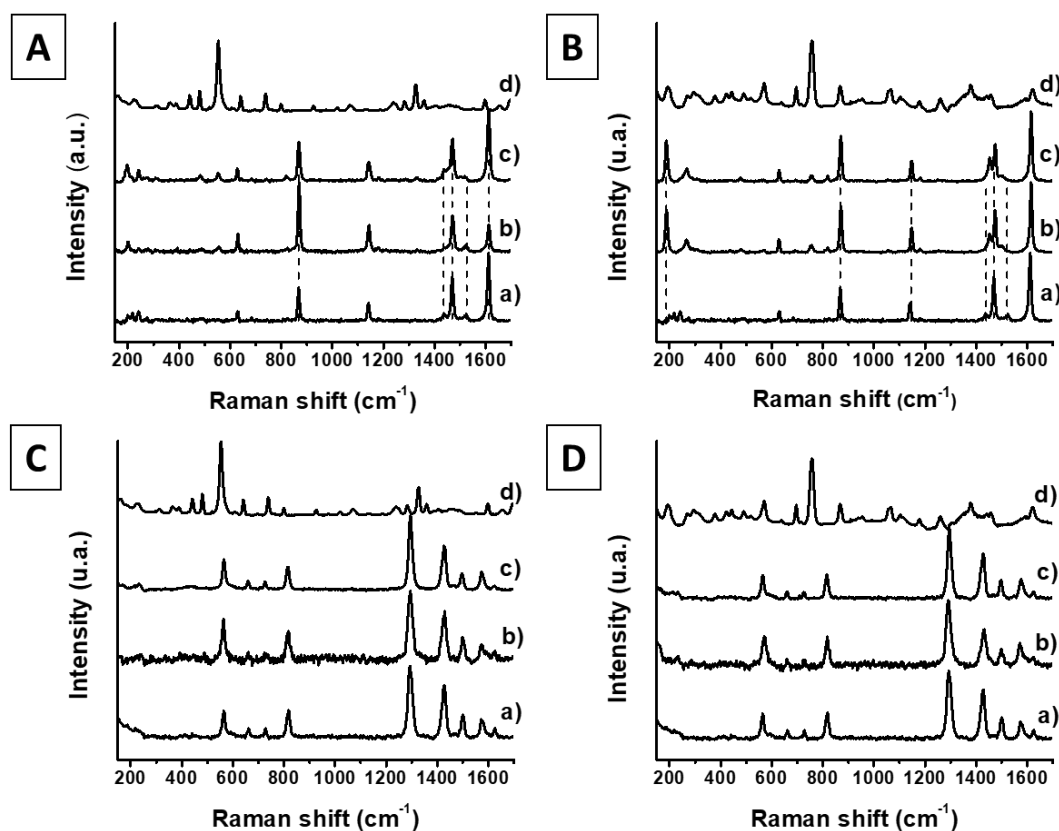 A
Intensity (a.u.)
d)
c)
b)
a)
200 400 600 800 1000 1200 1400 1600
Raman shift (cm⁻¹)
B
Intensity (u.a.)
d)
c)
b)
a)
200 400 600 800 1000 1200 1400 1600
Raman shift (cm⁻¹)
C
Intensity (u.a.)
d)
c)
b)
a)
200 400 600 800 1000 1200 1400 1600
Raman shift (cm⁻¹)
D
Intensity (u.a.)
d)
c)
b)
a)
200 400 600 800 1000 1200 1400 1600
Raman shift (cm⁻¹)